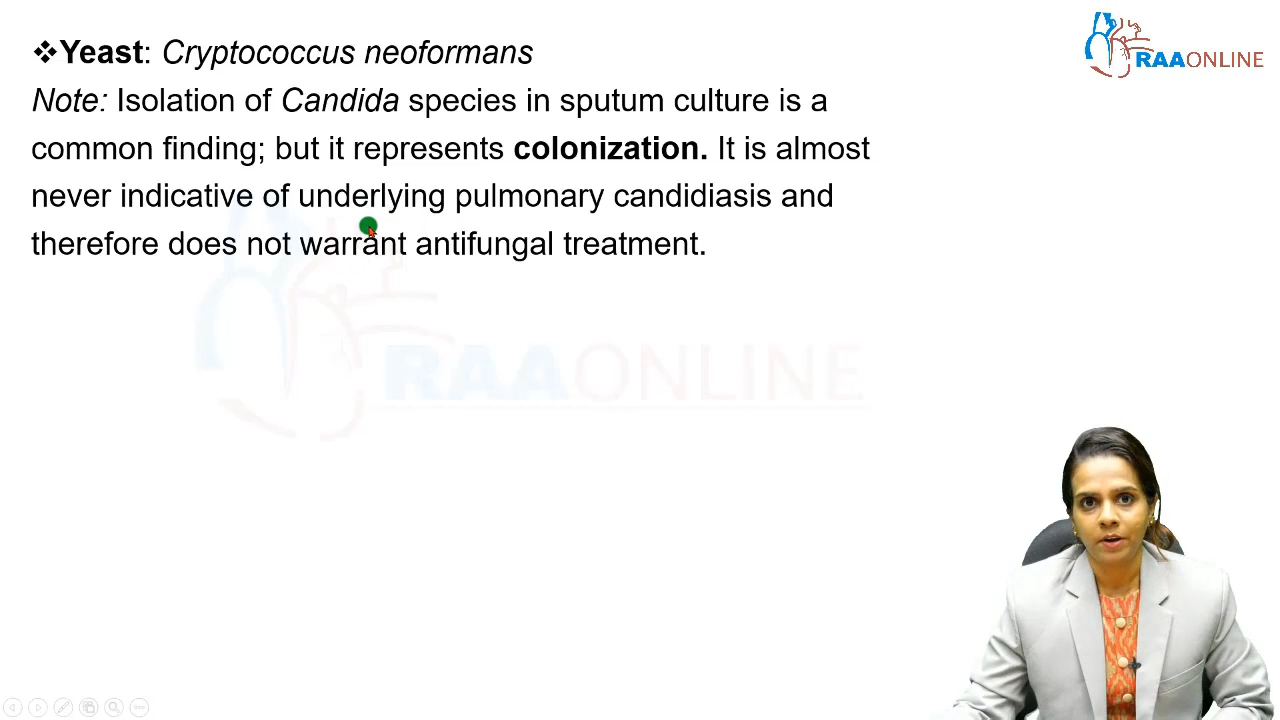 ❖Yeast: Cryptococcus neoformans
Note: Isolation of Candida species in sputum culture is a
common finding; but it represents colonization. It is almost
never indicative of underlying pulmonary candidiasis and
therefore does not warrant antifungal treatment.
RAAONLINE
RAAONLINE